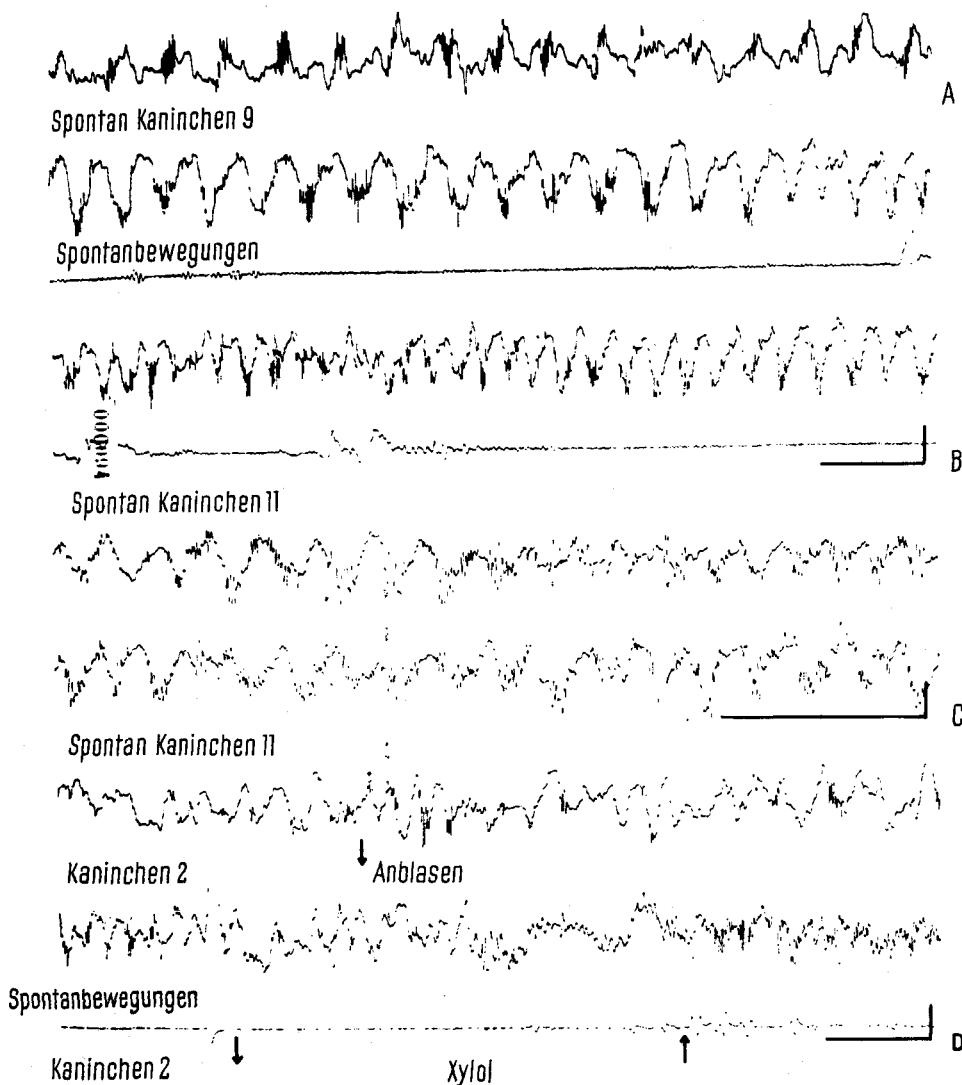 A
Spontan Kaninchen 9
Spontanbewegungen
B
Spontan Kaninchen 11
C
Spontan Kaninchen 11
Kaninchen 2 Anblasen
Spontanbewegungen
D
Kaninchen 2 Xylol